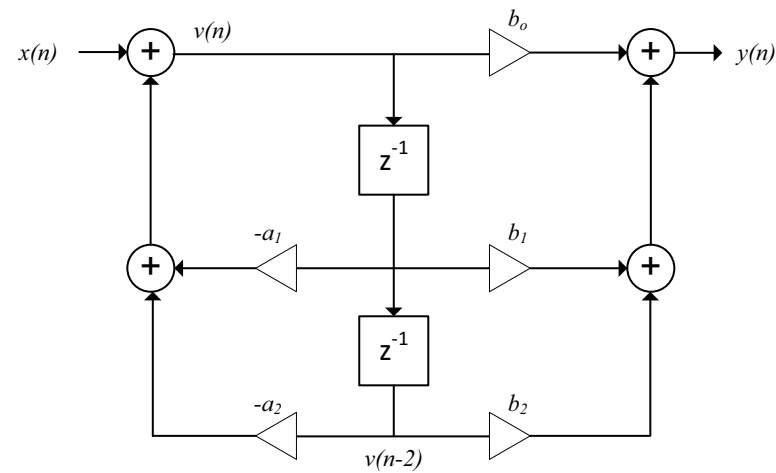 x(n) + v(n) b₀ + y(n)
z⁻¹
+ -a₁ b₁ +
z⁻¹
-a₂ b₂
v(n-2)